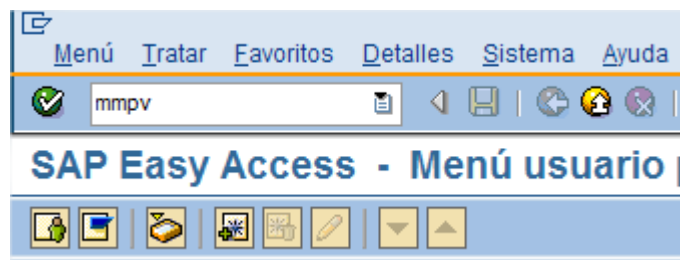 Menú Tratar Favoritos Detalles Sistema Ayuda
mmpv
SAP Easy Access - Menú usuario